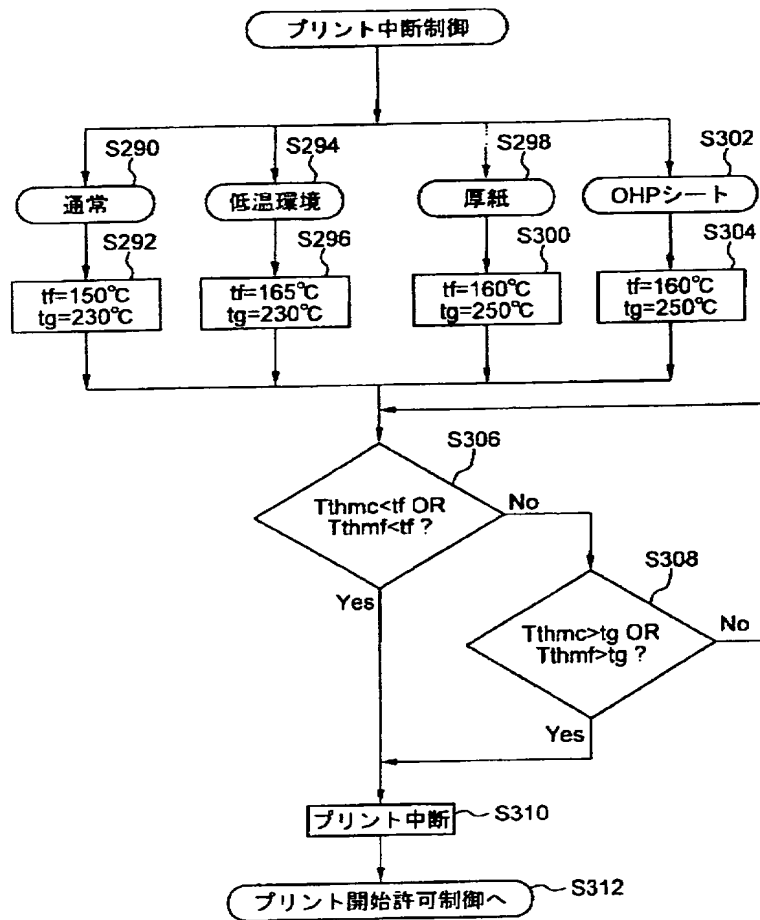 プリント中断制御
S290
S294
S298
S302
通常
低温環境
厚紙
OHPシート
S292
S296
S300
S304
tf=150℃
tg=230℃
tf=165℃
tg=230℃
tf=160℃
tg=250℃
tf=160℃
tg=250℃
S306
Tthmc<tf OR
Tthmf<tf ?
No
S308
Yes
Tthmc>tg OR
Tthmf>tg ?
No
Yes
プリント中断
S310
プリント開始許可制御へ
S312